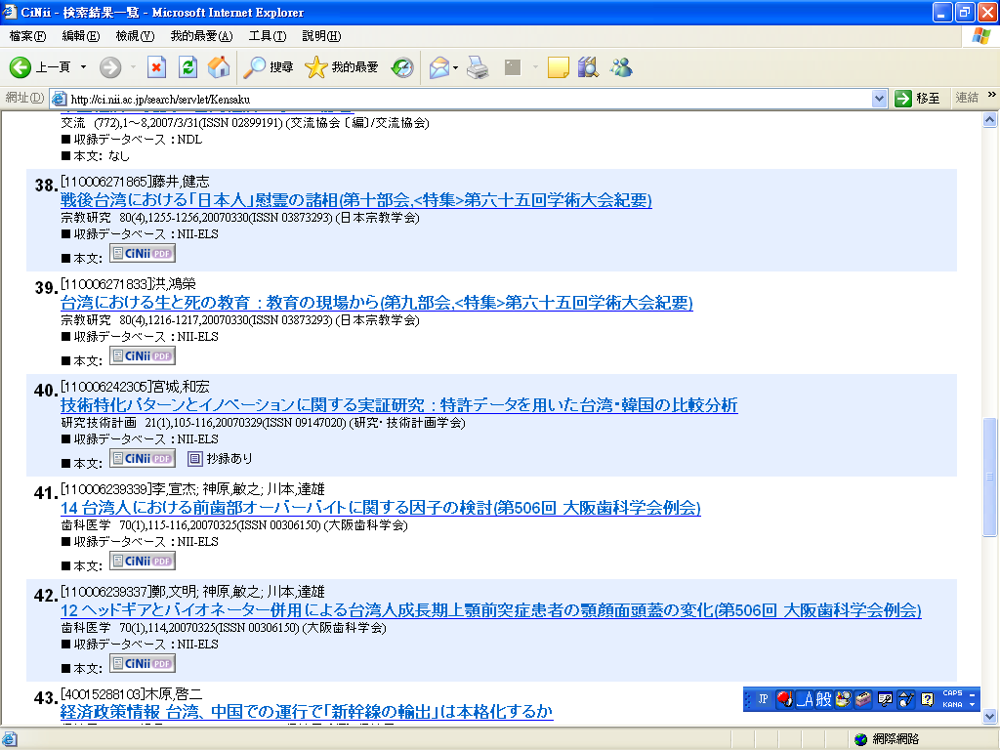 CiNii - 検索結果一覧 - Microsoft Internet Explorer
檔案(F) 編輯(E) 檢視(V) 我的最愛(A) 工具(T) 說明(H)
上一頁 搜尋 我的最愛
網址(D) http://ci.nii.ac.jp/search/servlet/Kensaku 移至 連結 »
交流 (772),1～8,2007/3/31(ISSN 02899191) (交流協会〔編〕/交流協会)
■ 収録データベース：NDL
■ 本文: なし
38. [110006271865]藤井,健志
戦後台湾における「日本人」慰霊の諸相(第十部会,<特集>第六十五回学術大会紀要)
宗教研究 80(4),1255-1256,20070330(ISSN 03873293) (日本宗教学会)
■ 収録データベース：NII-ELS
■ 本文: CiNii PDF
39. [110006271833]洪,鴻榮
台湾における生と死の教育：教育の現場から(第九部会,<特集>第六十五回学術大会紀要)
宗教研究 80(4),1216-1217,20070330(ISSN 03873293) (日本宗教学会)
■ 収録データベース：NII-ELS
■ 本文: CiNii PDF
40. [110006242305]宮城,和宏
技術特化パターンとイノベーションに関する実証研究：特許データを用いた台湾・韓国の比較分析
研究技術計画 21(1),105-116,20070329(ISSN 09147020) (研究・技術計画学会)
■ 収録データベース：NII-ELS
■ 本文: CiNii PDF 抄録あり
41. [110006239339]李,宣杰; 神原,敏之; 川本,達雄
14 台湾人における前歯部オーバーバイトに関する因子の検討(第506回 大阪歯科学会例会)
歯科医学 70(1),115-116,20070325(ISSN 00306150) (大阪歯科学会)
■ 収録データベース：NII-ELS
■ 本文: CiNii PDF
42. [110006239337]鄭,文明; 神原,敏之; 川本,達雄
12 ヘッドギアとバイオネーター併用による台湾人成長期上顎前突症患者の顎顔面頭蓋の変化(第506回 大阪歯科学会例会)
歯科医学 70(1),114,20070325(ISSN 00306150) (大阪歯科学会)
■ 収録データベース：NII-ELS
■ 本文: CiNii PDF
43. [40015288103]木原,啓二
経済政策情報 台湾、中国での運行で「新幹線の輸出」は本格化するか
JP _A 般 CAPS KANA
網際網路